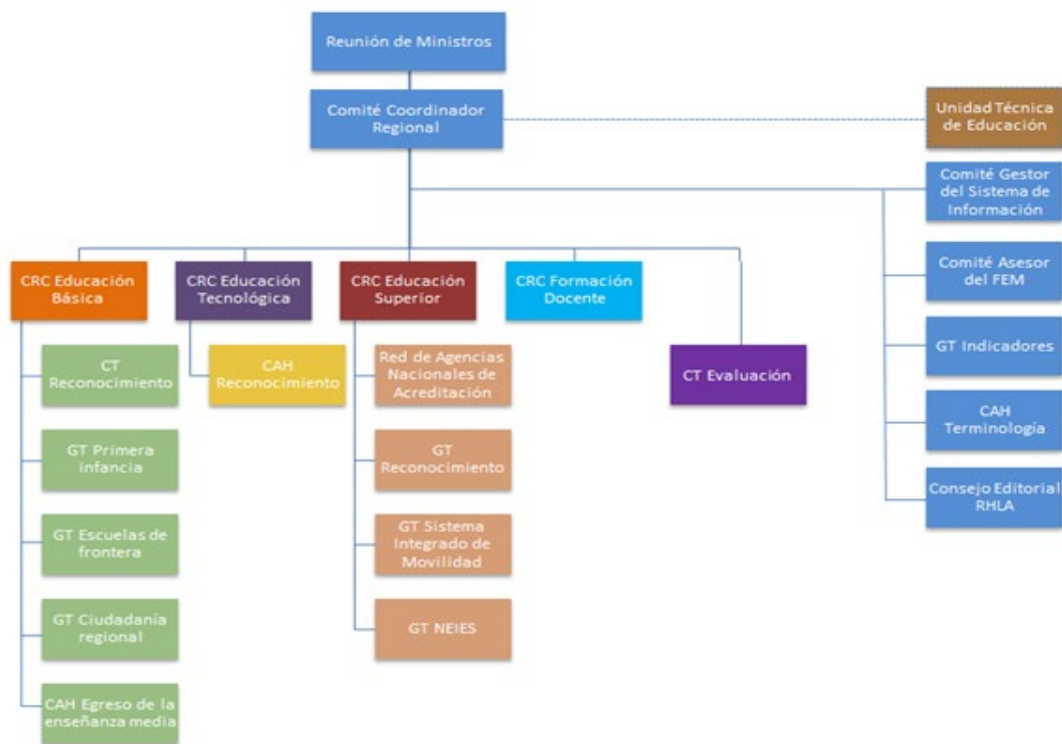 Reunión de Ministros
Comité Coordinador
Regional
Unidad Técnica
de Educación
Comité Gestor
del Sistema de
Información
Comité Asesor
del FEM
GT Indicadores
CAH
Terminología
Consejo Editorial
RHLA
CRC Educación
Básica
CRC Educación
Tecnológica
CRC Educación
Superior
CRC Formación
Docente
CT
Reconocimiento
GT Primera
infancia
GT Escuelas de
frontera
GT Ciudadanía
regional
CAH Egreso de la
enseñanza media
CAH
Reconocimiento
Red de Agencias
Nacionales de
Acreditación
GT
Reconocimiento
GT Sistema
Integrado de
Movilidad
GT NEIES
CT Evaluación